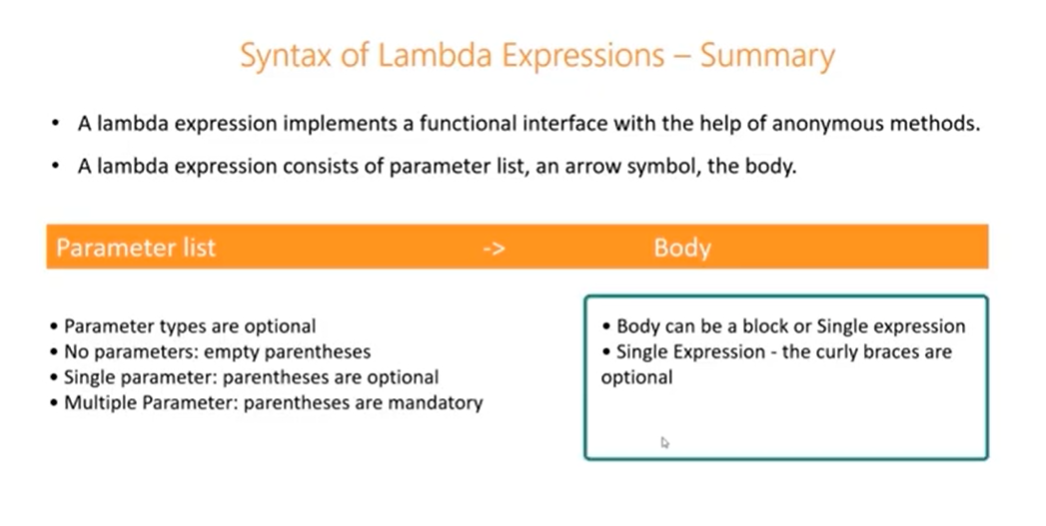 Syntax of Lambda Expressions – Summary
• A lambda expression implements a functional interface with the help of anonymous methods.
• A lambda expression consists of parameter list, an arrow symbol, the body.
Parameter list -> Body
• Parameter types are optional
• No parameters: empty parentheses
• Single parameter: parentheses are optional
• Multiple Parameter: parentheses are mandatory
• Body can be a block or Single expression
• Single Expression - the curly braces are
optional